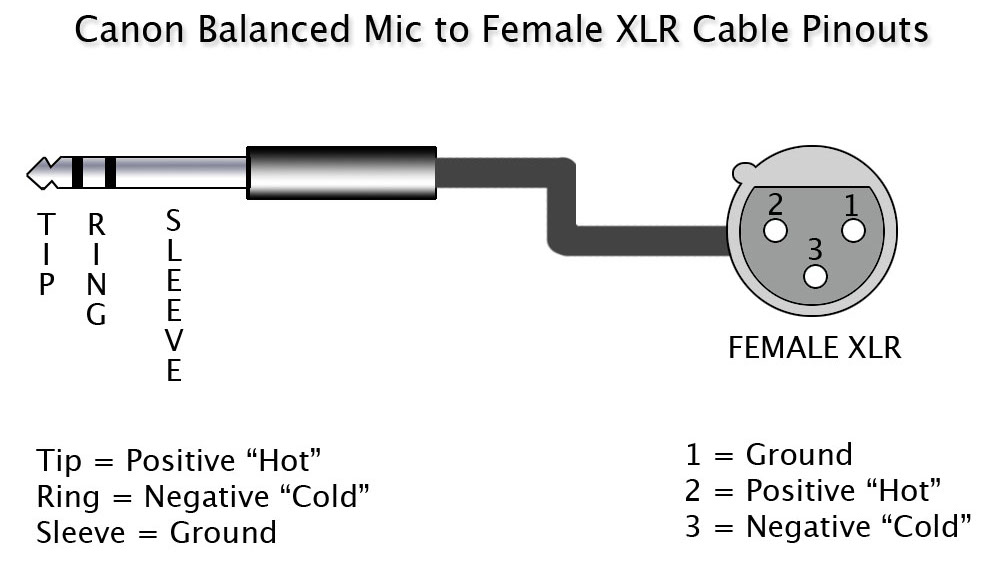 Canon Balanced Mic to Female XLR Cable Pinouts
TIP
RING
SLEEVE
2
1
3
FEMALE XLR
Tip = Positive “Hot”
Ring = Negative “Cold”
Sleeve = Ground
1 = Ground
2 = Positive “Hot”
3 = Negative “Cold”